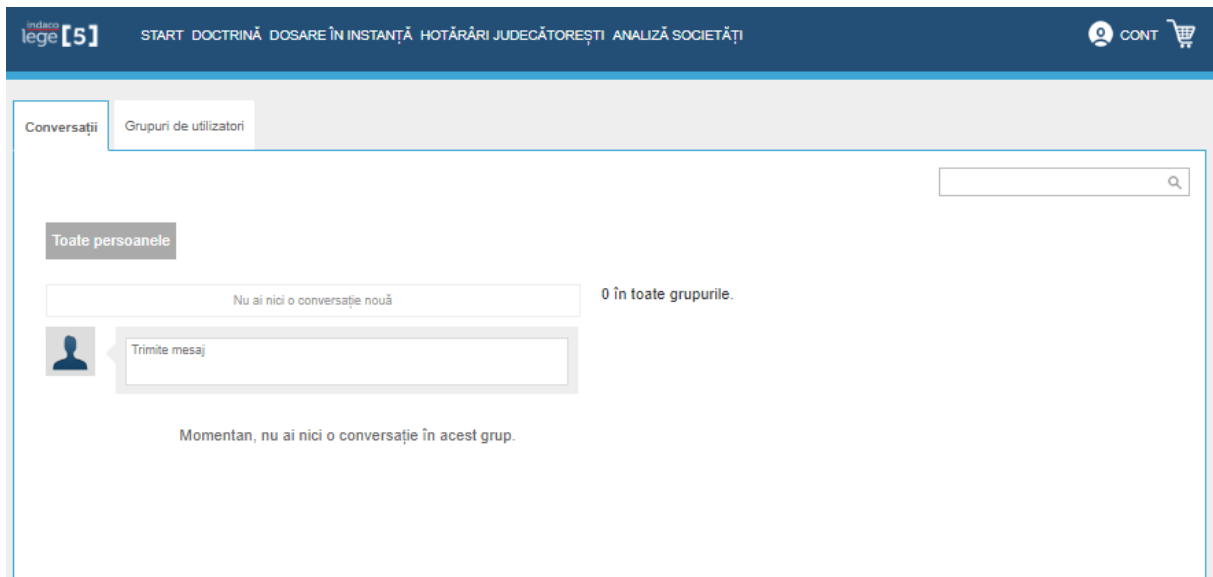 indaco
lege [5]
START DOCTRINĂ DOSARE ÎN INSTANȚĂ HOTĂRÂRI JUDECĂTOREȘTI ANALIZĂ SOCIETĂȚI
CONT
Conversații
Grupuri de utilizatori
Toate persoanele
Nu ai nici o conversație nouă
0 în toate grupurile.
Trimite mesaj
Momentan, nu ai nici o conversație în acest grup.